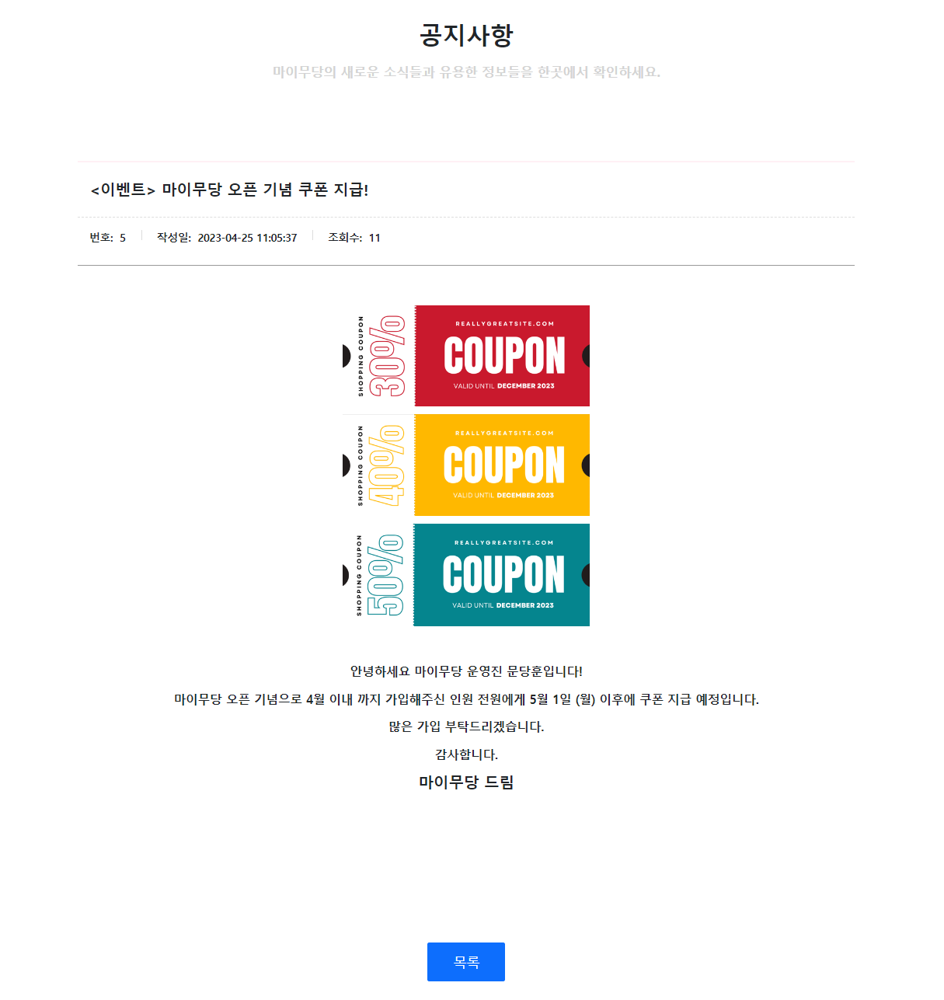 공지사항
마이무당의 새로운 소식들과 유용한 정보들을 한곳에서 확인하세요.
<이벤트> 마이무당 오픈 기념 쿠폰 지급!
번호: 5 작성일: 2023-04-25 11:05:37 조회수: 11
SHOPPING COUPON
30%
REALLYGREATSITE.COM
COUPON
VALID UNTIL DECEMBER 2023
SHOPPING COUPON
40%
REALLYGREATSITE.COM
COUPON
VALID UNTIL DECEMBER 2023
SHOPPING COUPON
50%
REALLYGREATSITE.COM
COUPON
VALID UNTIL DECEMBER 2023
안녕하세요 마이무당 운영진 문당훈입니다!
마이무당 오픈 기념으로 4월 이내 까지 가입해주신 인원 전원에게 5월 1일 (월) 이후에 쿠폰 지급 예정입니다.
많은 가입 부탁드리겠습니다.
감사합니다.
마이무당 드림
목록